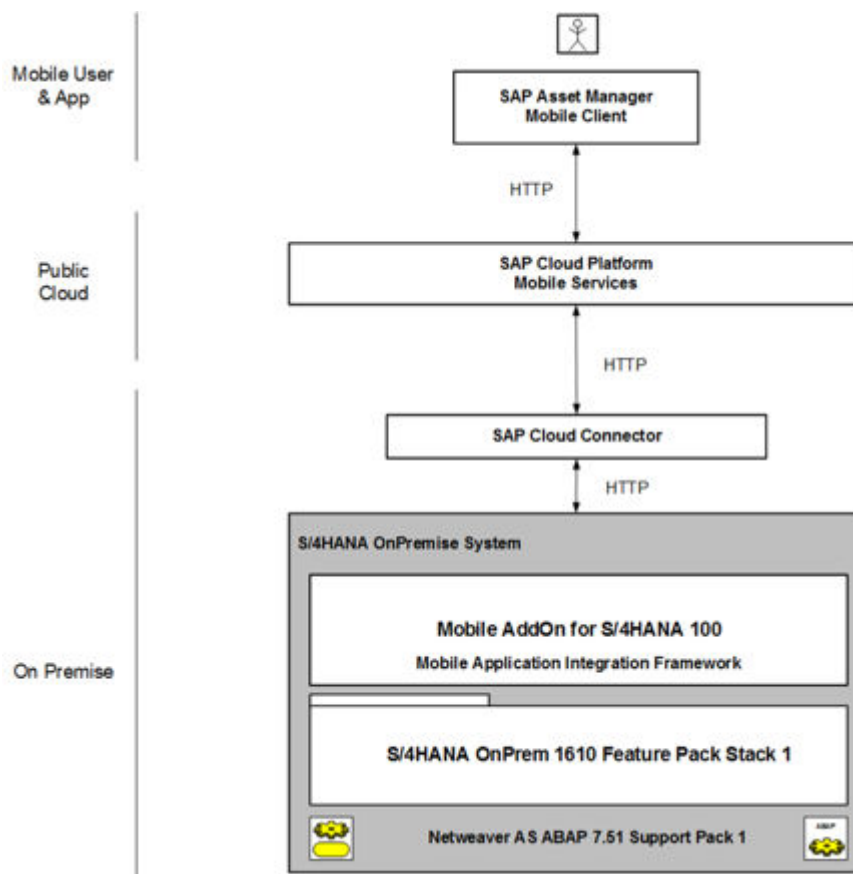 Mobile User
& App
SAP Asset Manager
Mobile Client
HTTP
Public
Cloud
SAP Cloud Platform
Mobile Services
HTTP
SAP Cloud Connector
HTTP
On Premise
S/4HANA OnPremise System
Mobile AddOn for S/4HANA 100
Mobile Application Integration Framework
S/4HANA OnPrem 1610 Feature Pack Stack 1
Netweaver AS ABAP 7.51 Support Pack 1
ABAP